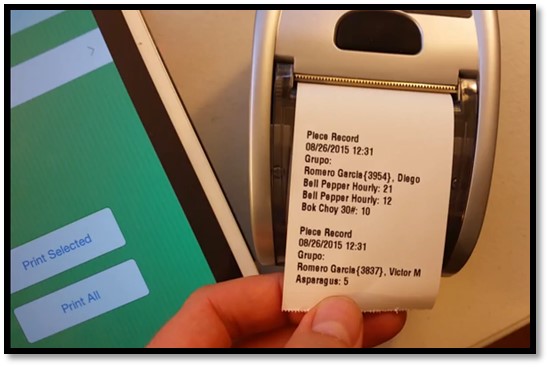 Print Selected
Print All
Piece Record
08/26/2015 12:31
Grupo:
Romero Garcia{3954}, Diego
Bell Pepper Hourly: 21
Bell Pepper Hourly: 12
Bok Choy 30#: 10
Piece Record
08/26/2015 12:31
Grupo:
Romero Garcia{3837}, Victor M
Asparagus: 5